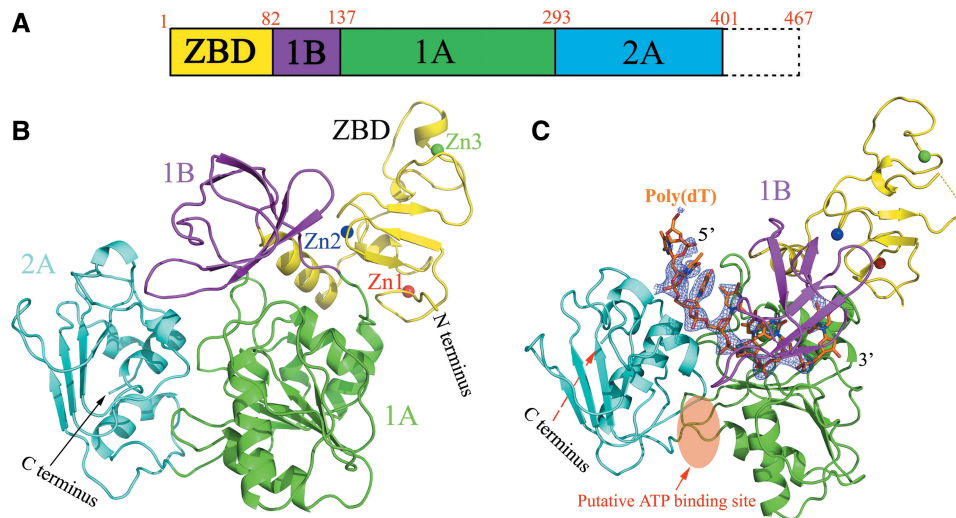 A
1 82 137 293 401 467
ZBD 1B 1A 2A
B
ZBD
Zn3
1B
Zn2
2A
Zn1
N terminus
1A
C terminus
C
Poly(dT)
5’
1B
3’
C terminus
Putative ATP binding site